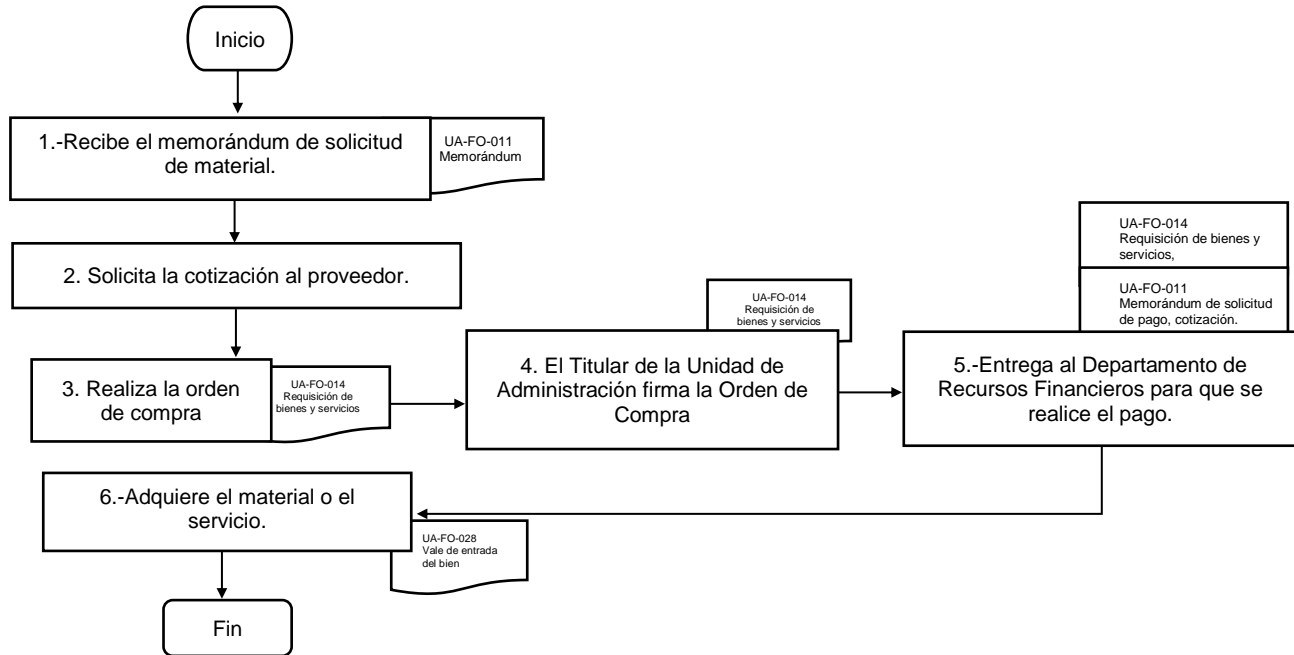 Inicio
1.-Recibe el memorándum de solicitud
de material.
UA-FO-011
Memorándum
2. Solicita la cotización al proveedor.
3. Realiza la orden
de compra
UA-FO-014
Requisición de
bienes y servicios
UA-FO-014
Requisición de
bienes y servicios
4. El Titular de la Unidad de
Administración firma la Orden de
Compra
UA-FO-014
Requisición de bienes y
servicios,
UA-FO-011
Memorándum de solicitud
de pago, cotización.
5.-Entrega al Departamento de
Recursos Financieros para que se
realice el pago.
6.-Adquiere el material o el
servicio.
UA-FO-028
Vale de entrada
del bien
Fin